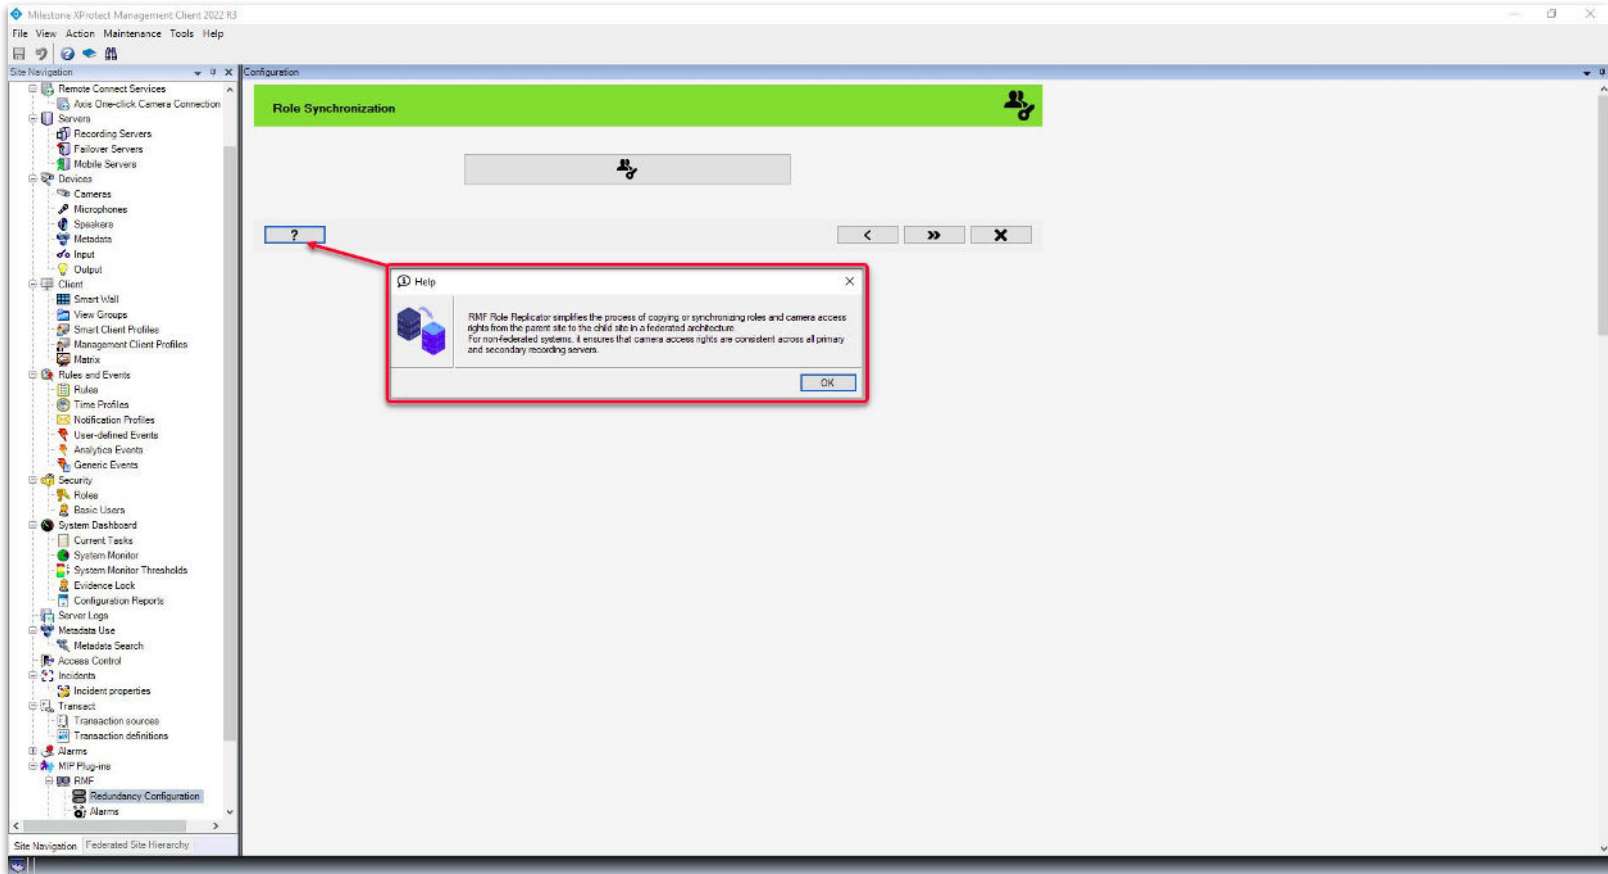 Milestone XProtect Management Client 2022 R3
File View Action Maintenance Tools Help
Site Navigation
Configuration
Remote Connect Services
Axis One-click Camera Connection
Servers
Recording Servers
Failover Servers
Mobile Servers
Devices
Cameras
Microphones
Speakers
Metadata
Input
Output
Client
Smart Wall
View Groups
Smart Client Profiles
Management Client Profiles
Matrix
Rules and Events
Rules
Time Profiles
Notification Profiles
User-defined Events
Analytics Events
Generic Events
Security
Roles
Basic Users
System Dashboard
Current Tasks
System Monitor
System Monitor Thresholds
Evidence Lock
Configuration Reports
Server Logs
Metadata Use
Metadata Search
Access Control
Incidents
Incident properties
Transact
Transaction sources
Transaction definitions
Alarms
MIP Plug-ins
RMF
Redundancy Configuration
Alarms
Site Navigation Federated Site Hierarchy
Role Synchronization
?
Help
RMF Role Replicator simplifies the process of copying or synchronizing roles and camera access
rights from the parent site to the child site in a federated architecture.
For non-federated systems, it ensures that camera access rights are consistent across all primary
and secondary recording servers.
OK